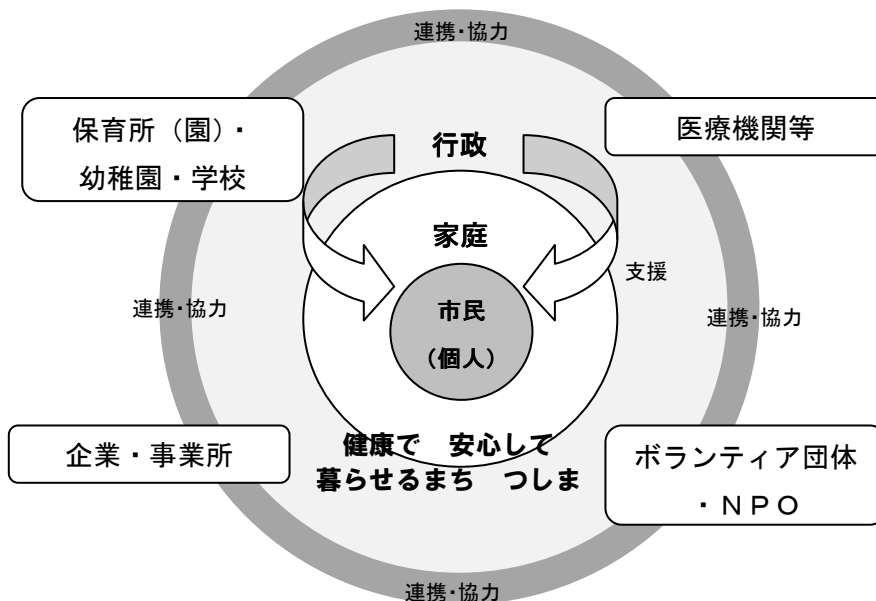 連携・協力
保育所（園）・
幼稚園・学校
医療機関等
行政
家庭
支援
市民
（個人）
連携・協力
連携・協力
企業・事業所
健康で　安心して
暮らせるまち　つしま
ボランティア団体
・ＮＰＯ
連携・協力